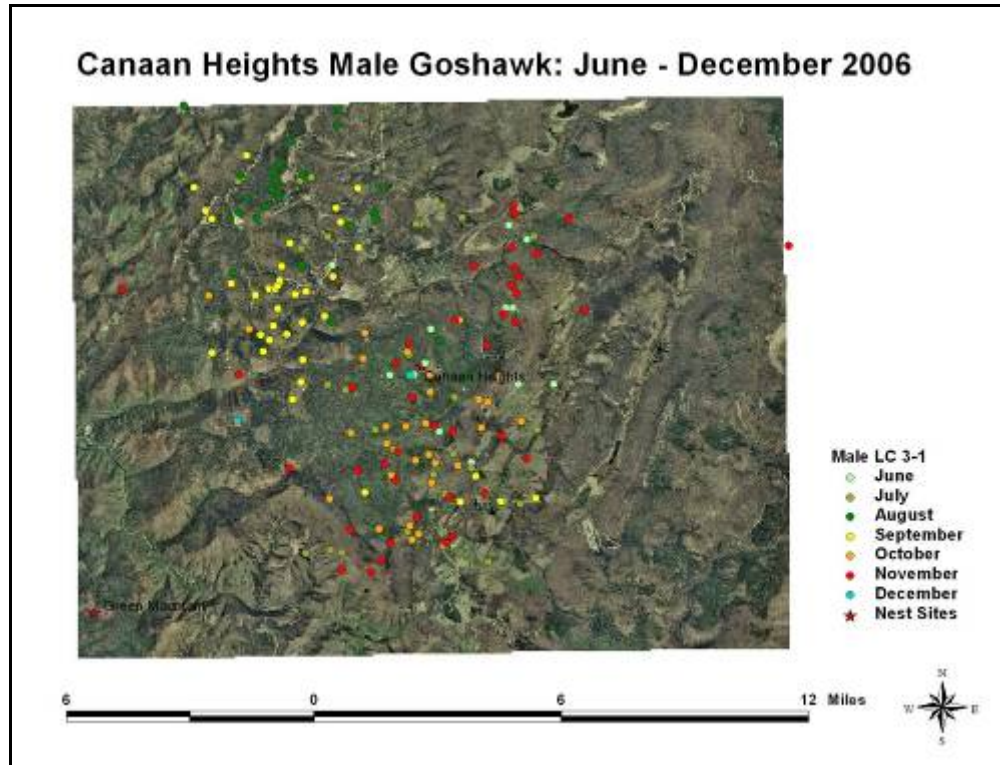 Canaan Heights Male Goshawk: June - December 2006
Canaan Heights
Green Mountain
Male LC 3-1
June
July
August
September
October
November
December
Nest Sites
6 0 6 12 Miles
N
W E
S